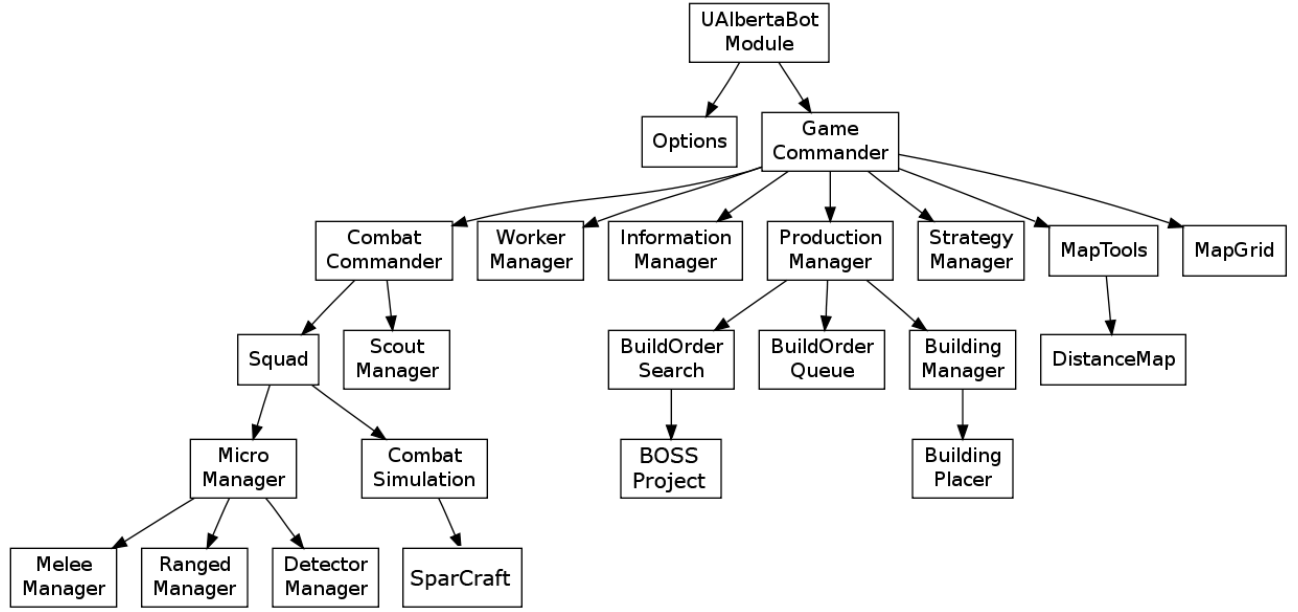 UAlbertaBot
Module
Options
Game
Commander
Combat
Commander
Worker
Manager
Information
Manager
Production
Manager
Strategy
Manager
MapTools
MapGrid
Squad
Scout
Manager
BuildOrder
Search
BuildOrder
Queue
Building
Manager
DistanceMap
Micro
Manager
Combat
Simulation
BOSS
Project
Building
Placer
Melee
Manager
Ranged
Manager
Detector
Manager
SparCraft